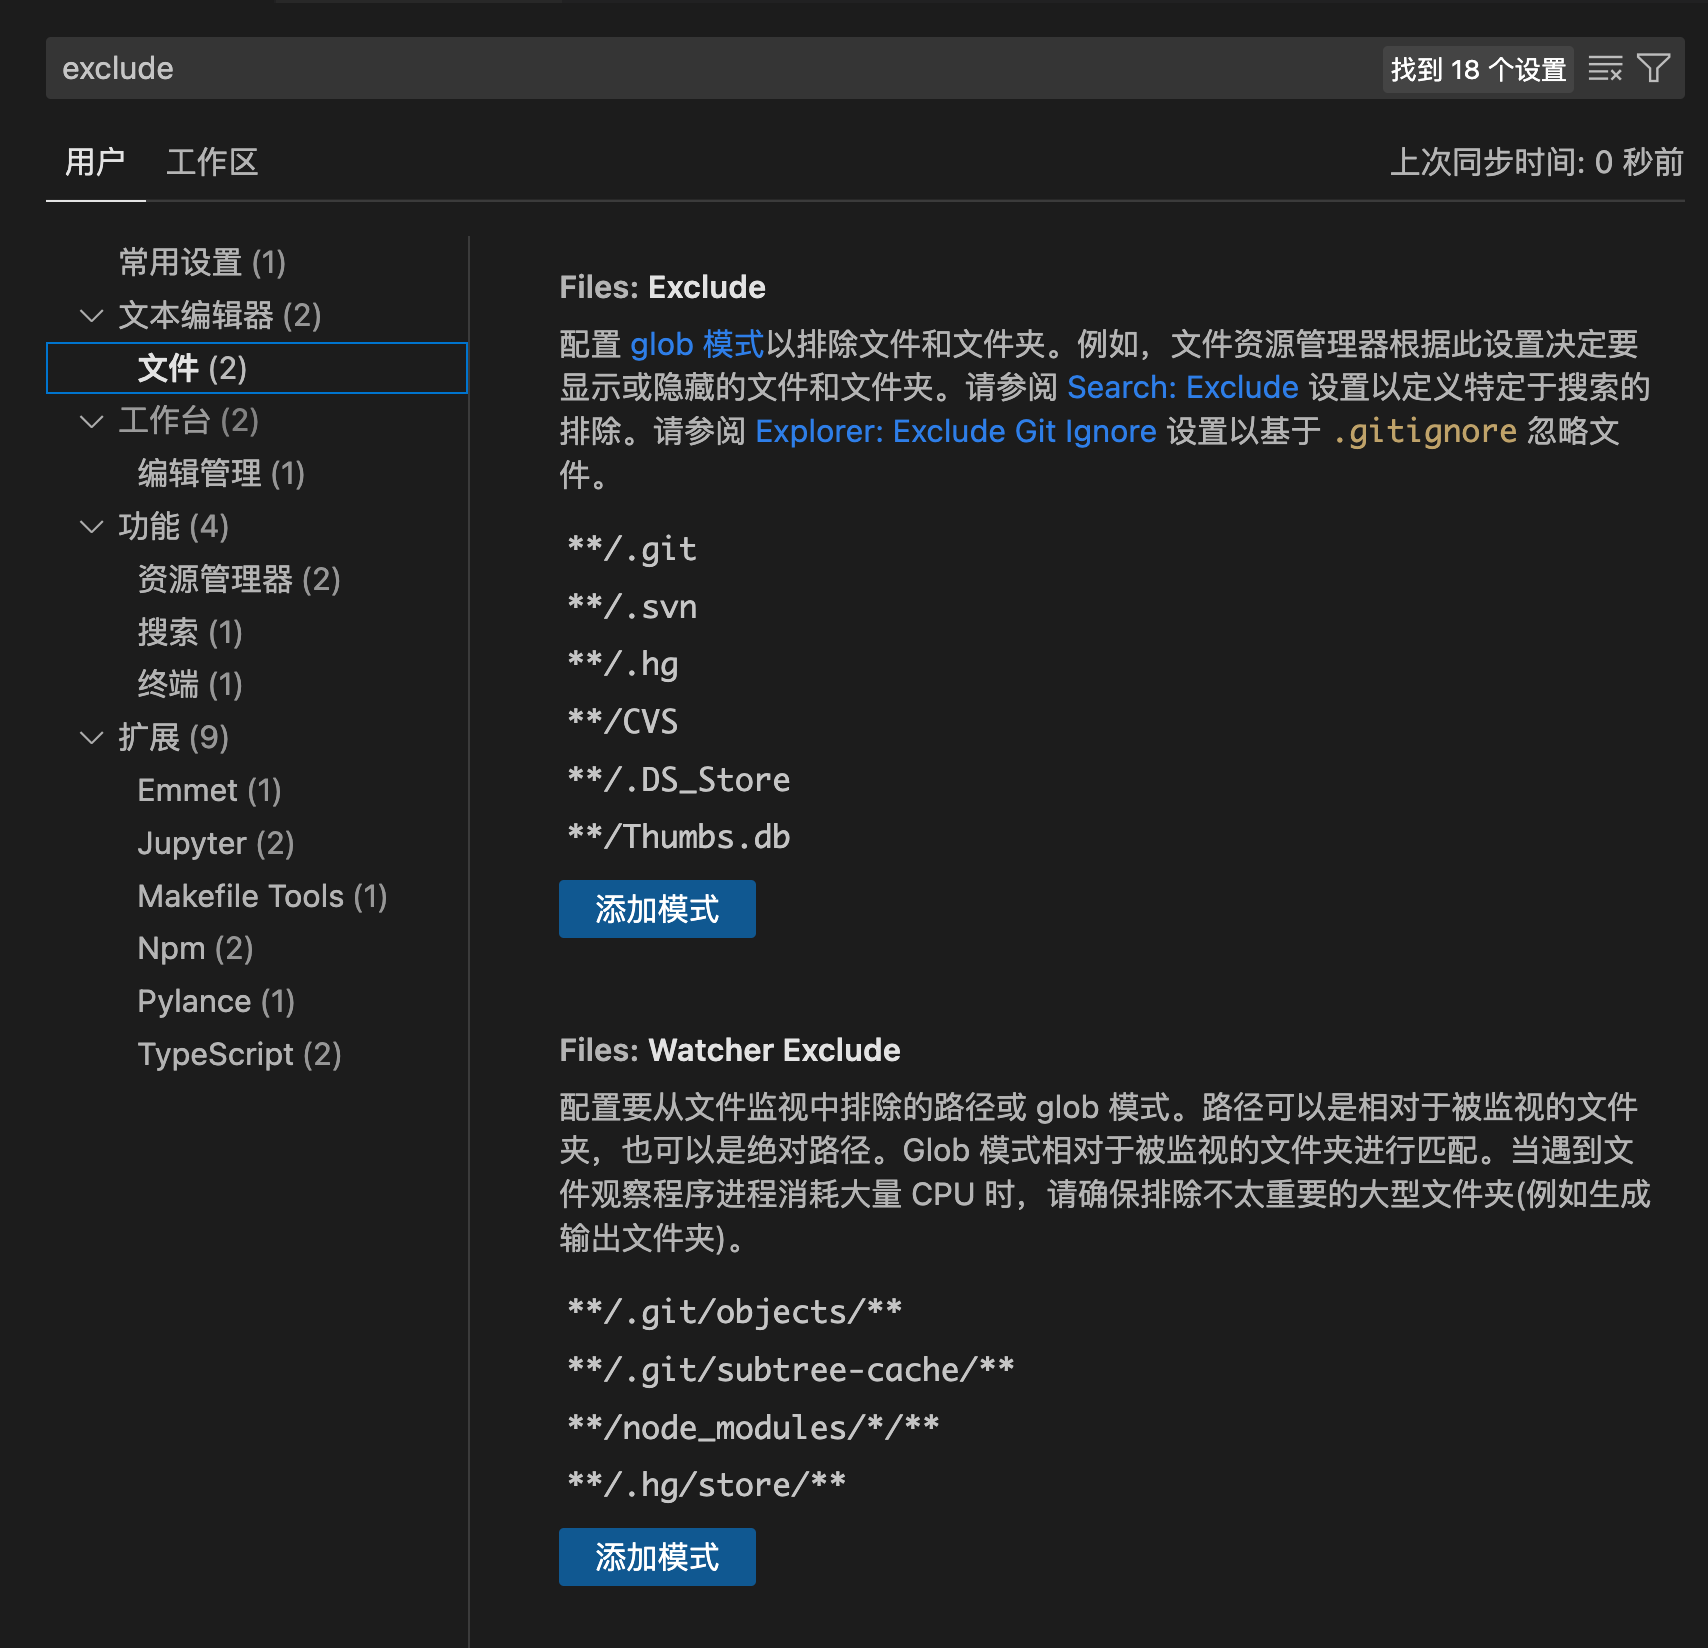 exclude
找到 18 个设置
用户 工作区
上次同步时间: 0 秒前
常用设置 (1)
文本编辑器 (2)
文件 (2)
工作台 (2)
编辑管理 (1)
功能 (4)
资源管理器 (2)
搜索 (1)
终端 (1)
扩展 (9)
Emmet (1)
Jupyter (2)
Makefile Tools (1)
Npm (2)
Pylance (1)
TypeScript (2)
Files: Exclude
配置 glob 模式以排除文件和文件夹。例如，文件资源管理器根据此设置决定要
显示或隐藏的文件和文件夹。请参阅 Search: Exclude 设置以定义特定于搜索的
排除。请参阅 Explorer: Exclude Git Ignore 设置以基于 .gitignore 忽略文
件。
**/.git
**/.svn
**/.hg
**/CVS
**/.DS_Store
**/Thumbs.db
添加模式
Files: Watcher Exclude
配置要从文件监视中排除的路径或 glob 模式。路径可以是相对于被监视的文件
夹，也可以是绝对路径。Glob 模式相对于被监视的文件夹进行匹配。当遇到文
件观察程序进程消耗大量 CPU 时，请确保排除不太重要的大型文件夹(例如生成
输出文件夹)。
**/.git/objects/**
**/.git/subtree-cache/**
**/node_modules/*/**
**/.hg/store/**
添加模式